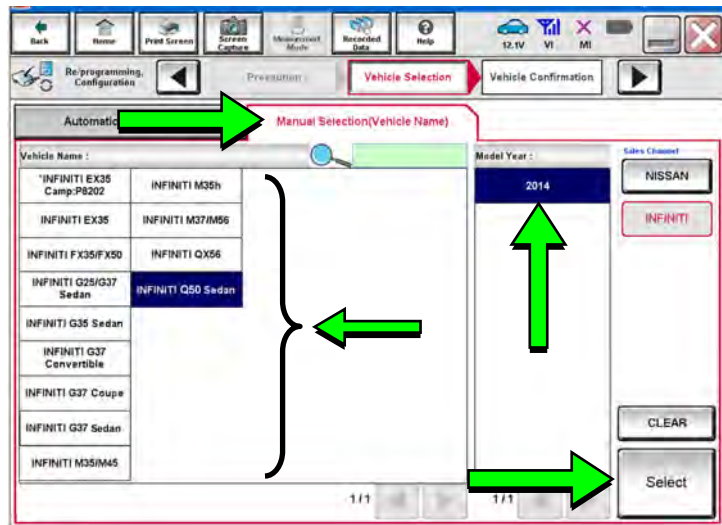 Back
Home
Print Screen
Screen
Capture
Measurement
Mode
Recorded
Data
Help
12.1V
VI
MI
Re/programming,
Configuration
Precaution
Vehicle Selection
Vehicle Confirmation
Automatic
Manual Selection(Vehicle Name)
Vehicle Name :
Model Year :
Sales Channel
*INFINITI EX35
Camp:P8202
INFINITI M35h
2014
NISSAN
INFINITI EX35
INFINITI M37/M56
INFINITI
INFINITI FX35/FX50
INFINITI QX56
INFINITI G25/G37
Sedan
INFINITI Q50 Sedan
INFINITI G35 Sedan
INFINITI G37
Convertible
INFINITI G37 Coupe
INFINITI G37 Sedan
CLEAR
INFINITI M35/M45
Select
1/1
1/1